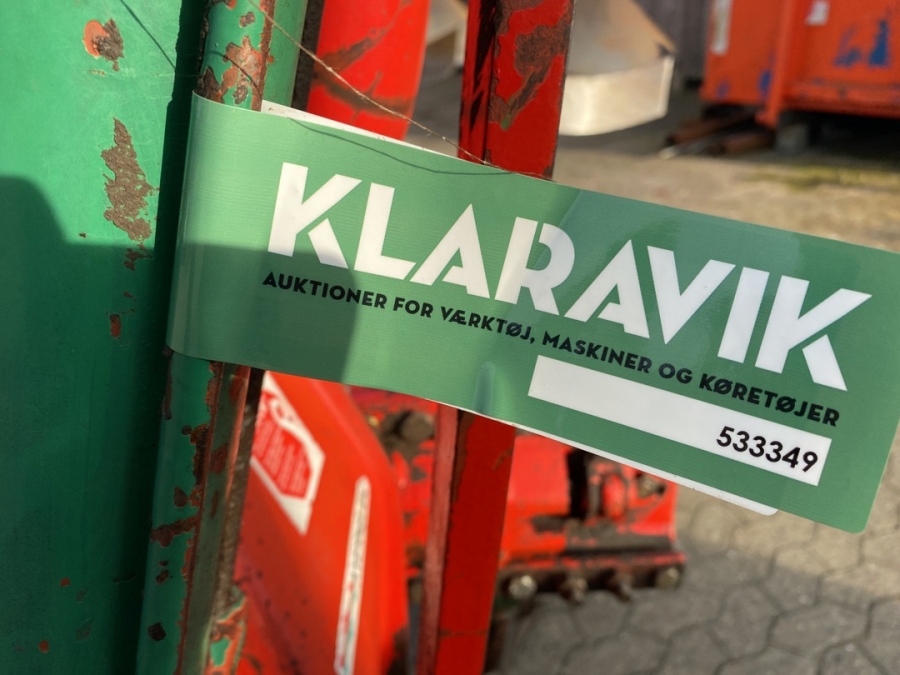 KLARAVIK
AUKTIONER FOR VÆRKTØJ, MASKINER OG KØRETØJER
533349